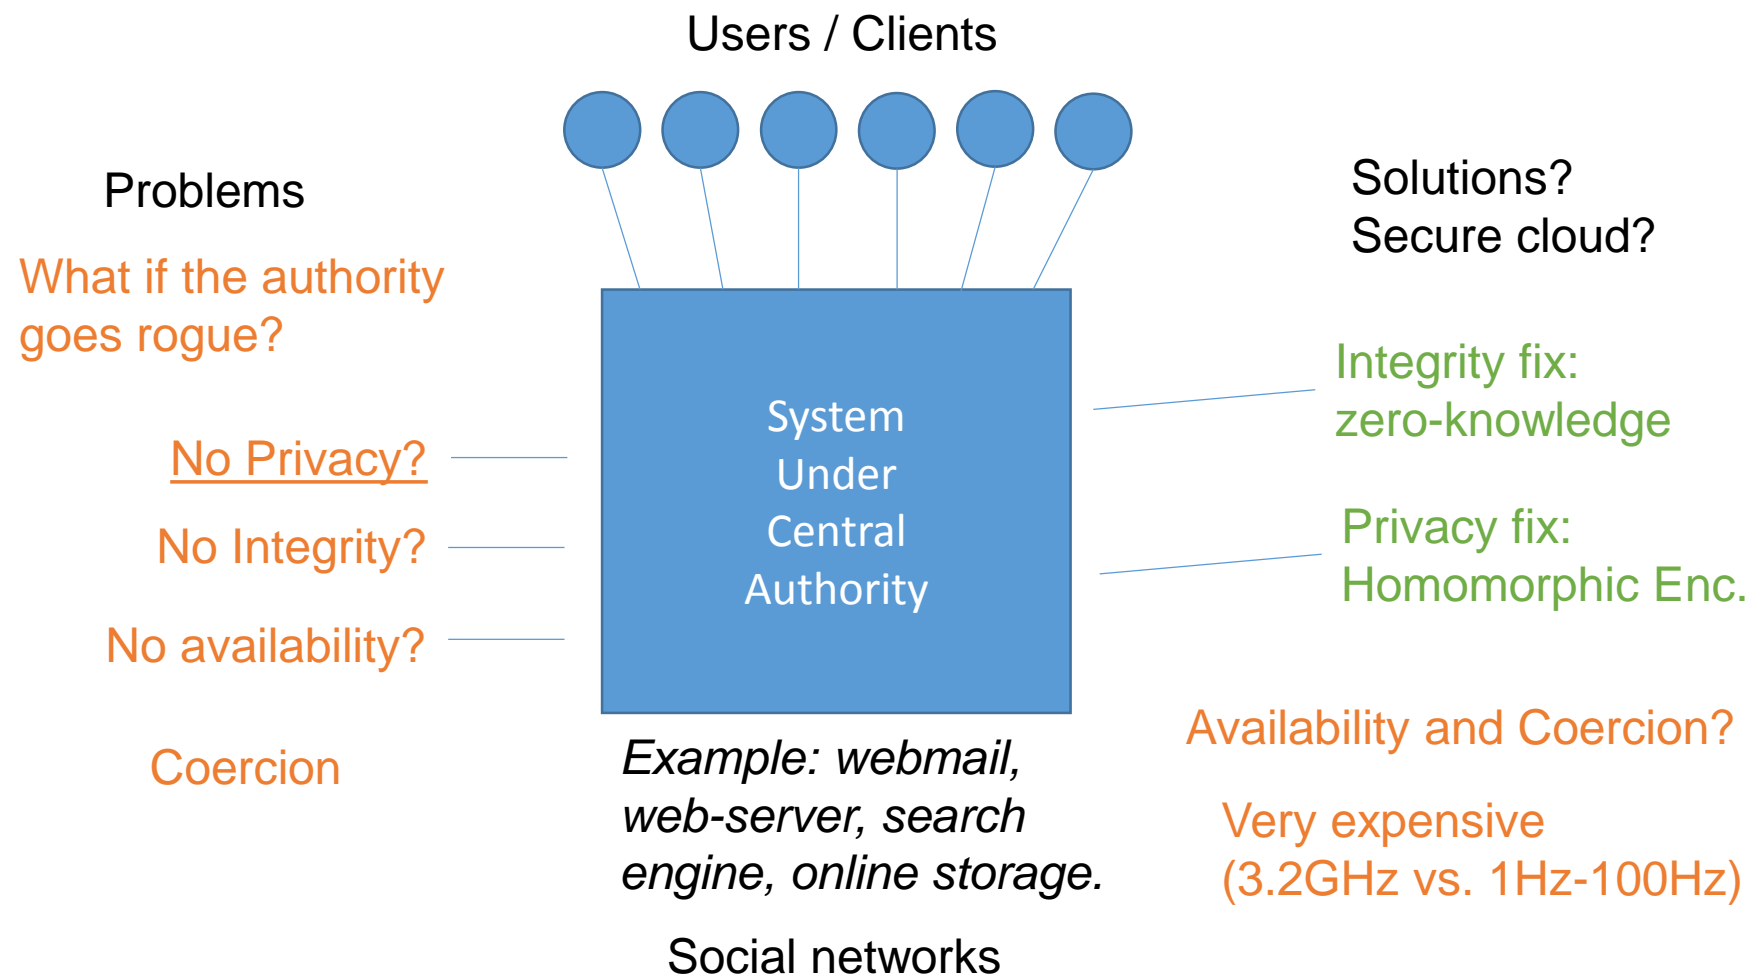 Users / Clients
Problems
What if the authority
goes rogue?
No Privacy?
No Integrity?
No availability?
Coercion
System
Under
Central
Authority
Example: webmail,
web-server, search
engine, online storage.
Social networks
Solutions?
Secure cloud?
Integrity fix:
zero-knowledge
Privacy fix:
Homomorphic Enc.
Availability and Coercion?
Very expensive
(3.2GHz vs. 1Hz-100Hz)